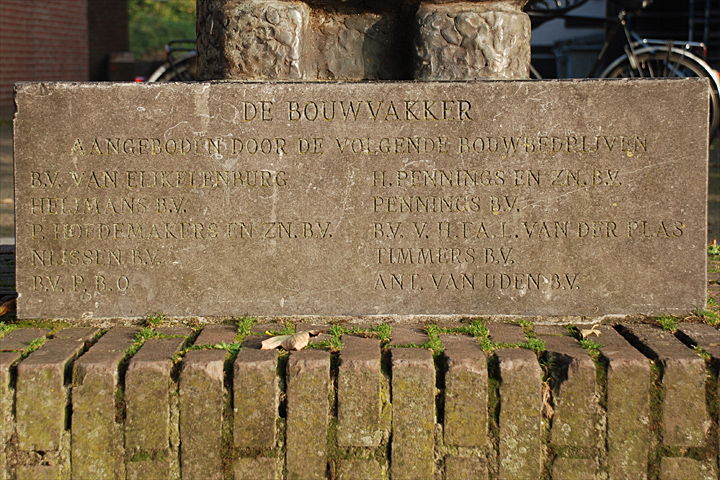 DE BOUWVAKKER
AANGEBODEN DOOR DE VOLGENDE BOUWBEDRIJVEN
B.V. VAN EIJKELENBURG
HEIJMANS B.V.
P. HOEDEMAKERS EN ZN. B.V.
NIJSSEN B.V.
B.V. P.B.O.
H. PENNINGS EN ZN. B.V.
PENNINGS B.V.
B.V. V.H. F.A. L. VAN DER PLAS
TIMMERS B.V.
ANT. VAN UDEN B.V.